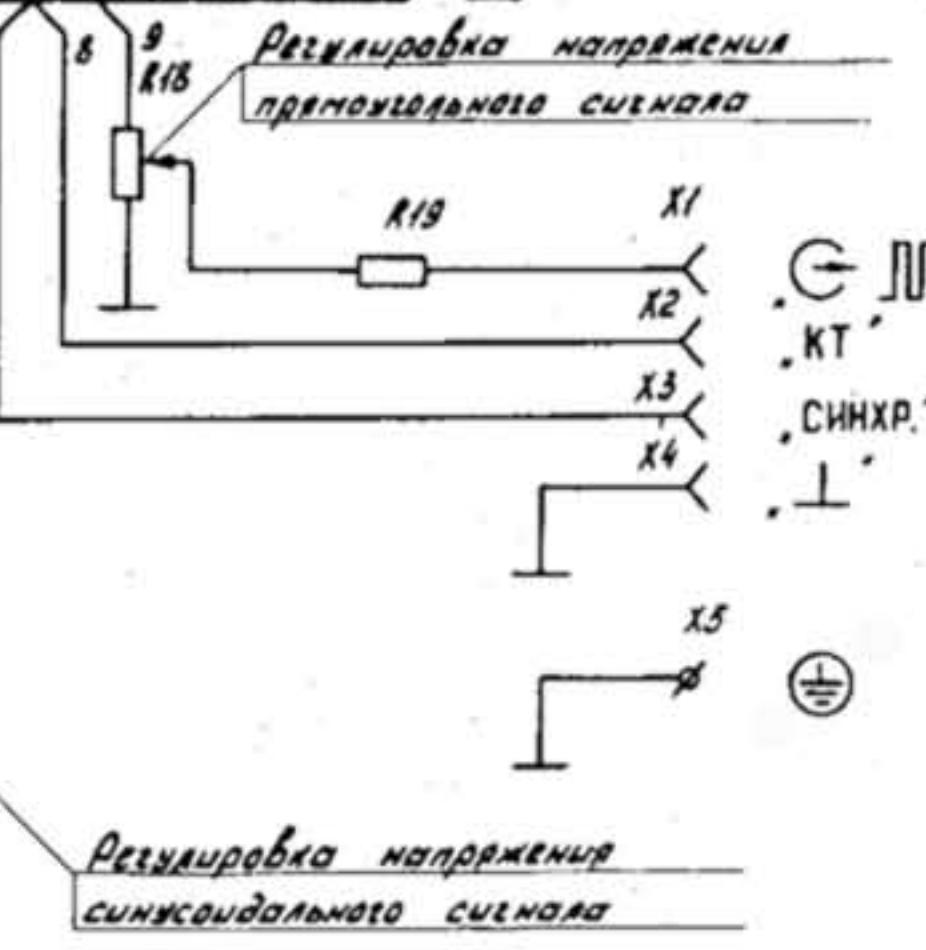 8
9
R18
Регулировка напряжения
прямоугольного сигнала
R19
X1
X2
„КТ"
X3
„СИНХР."
X4
X5
Регулировка напряжения
синусоидального сигнала